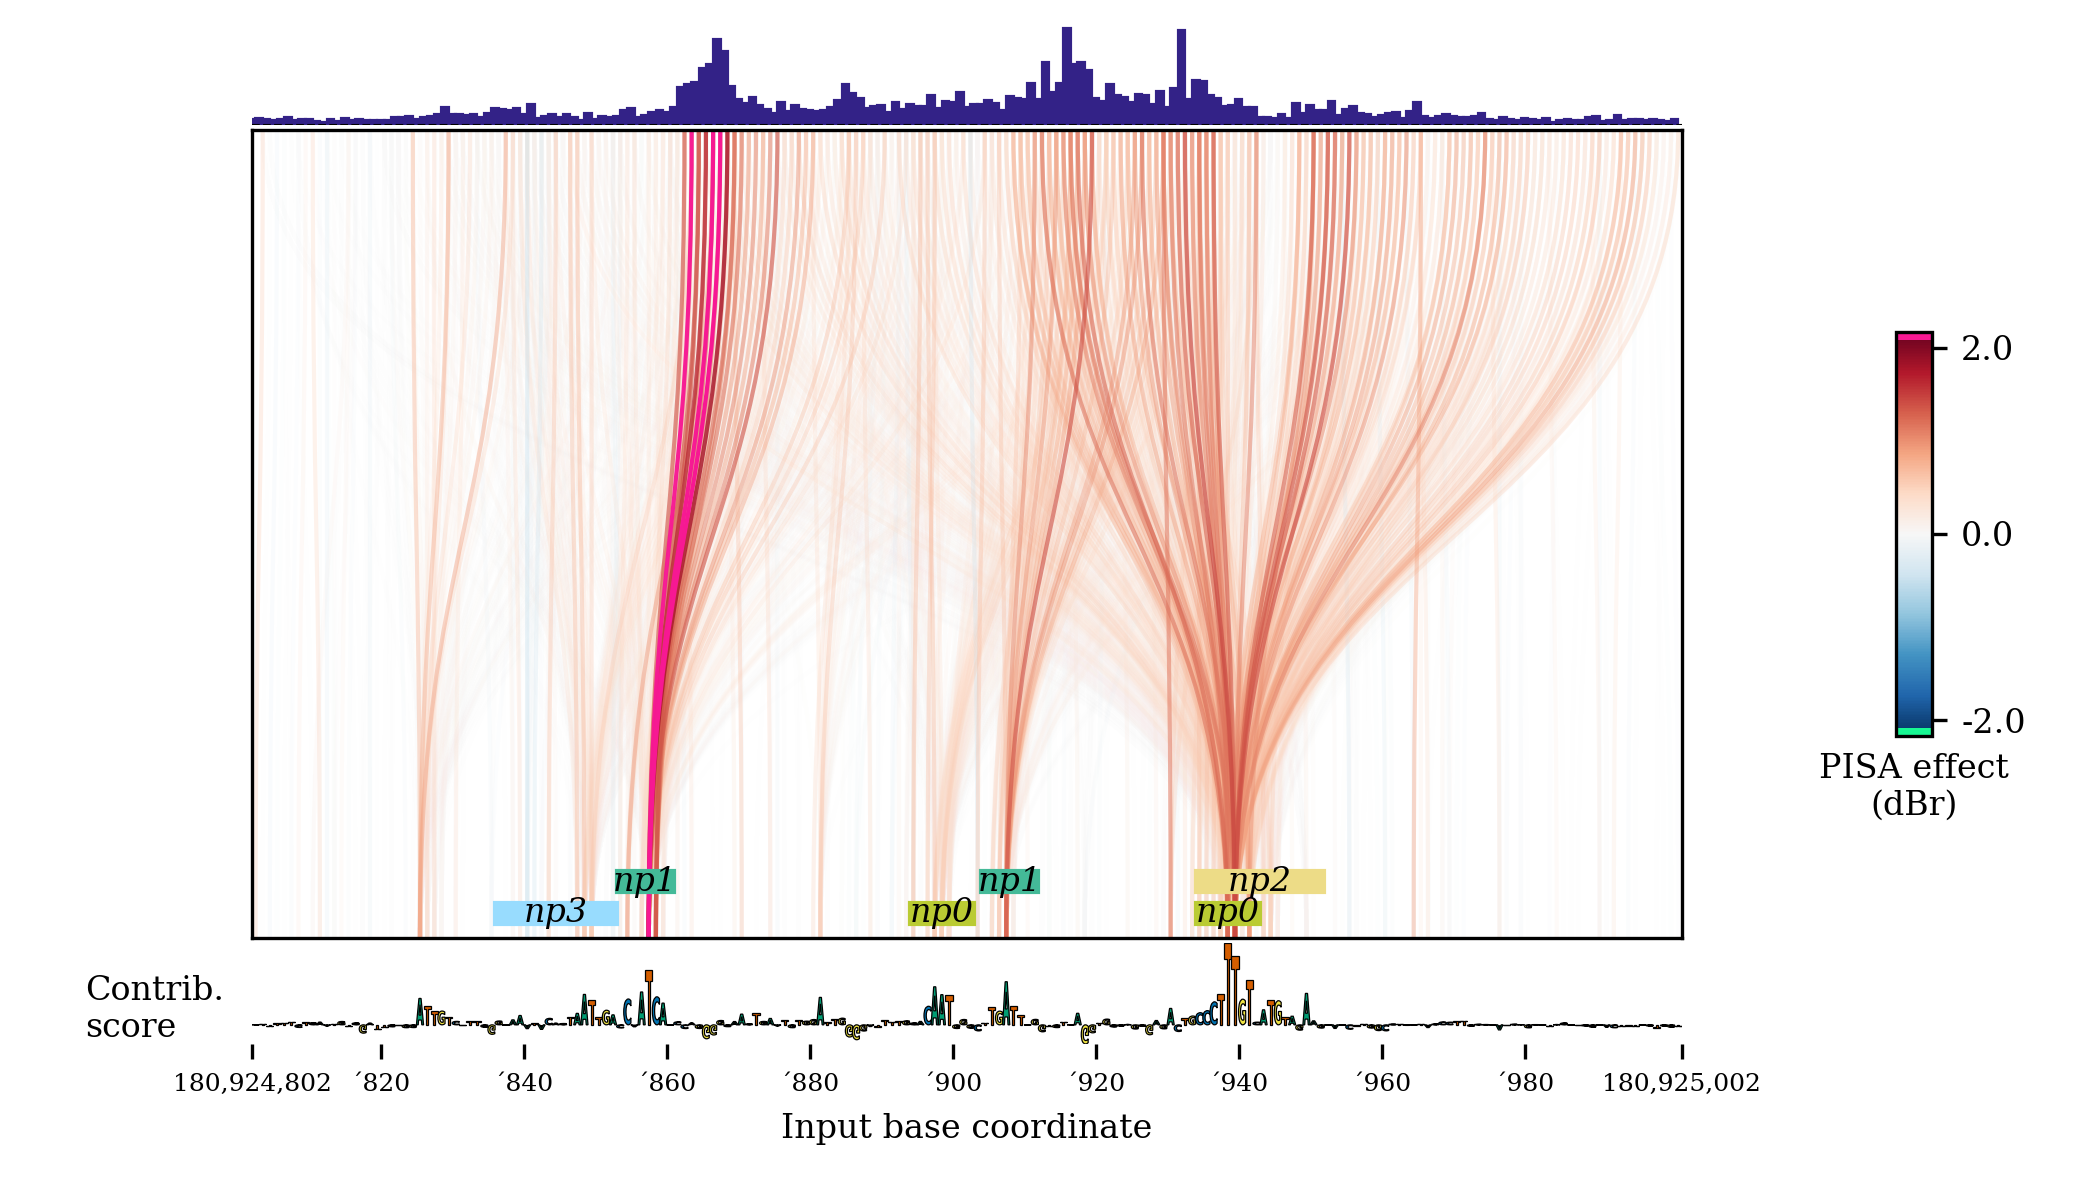 2.0
0.0
-2.0
PISA effect
(dBr)
np1
np1
np2
np3
np0
np0
Contrib.
score
180,924,802
´820
´840
´860
´880
´900
´920
´940
´960
´980
180,925,002
Input base coordinate